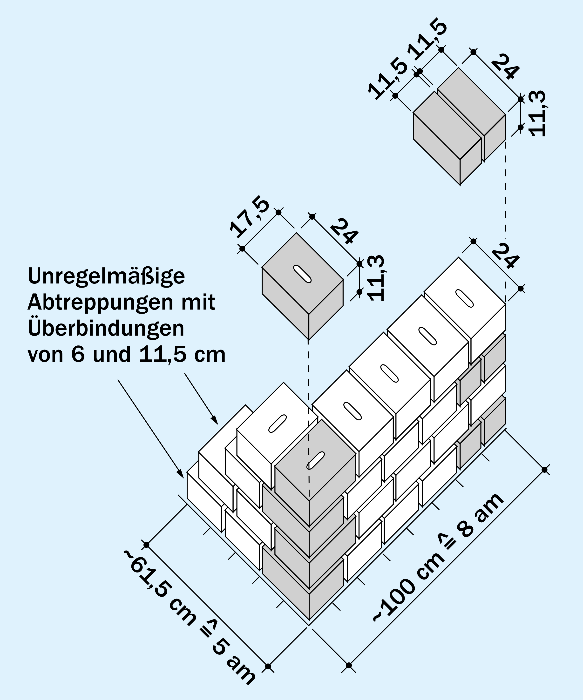 11,5
11,5
24
11,3
17,5
24
11,3
24
Unregelmäßige
Abtreppungen mit
Überbindungen
von 6 und 11,5 cm
~61,5 cm ≙ 5 am
~100 cm ≙ 8 am